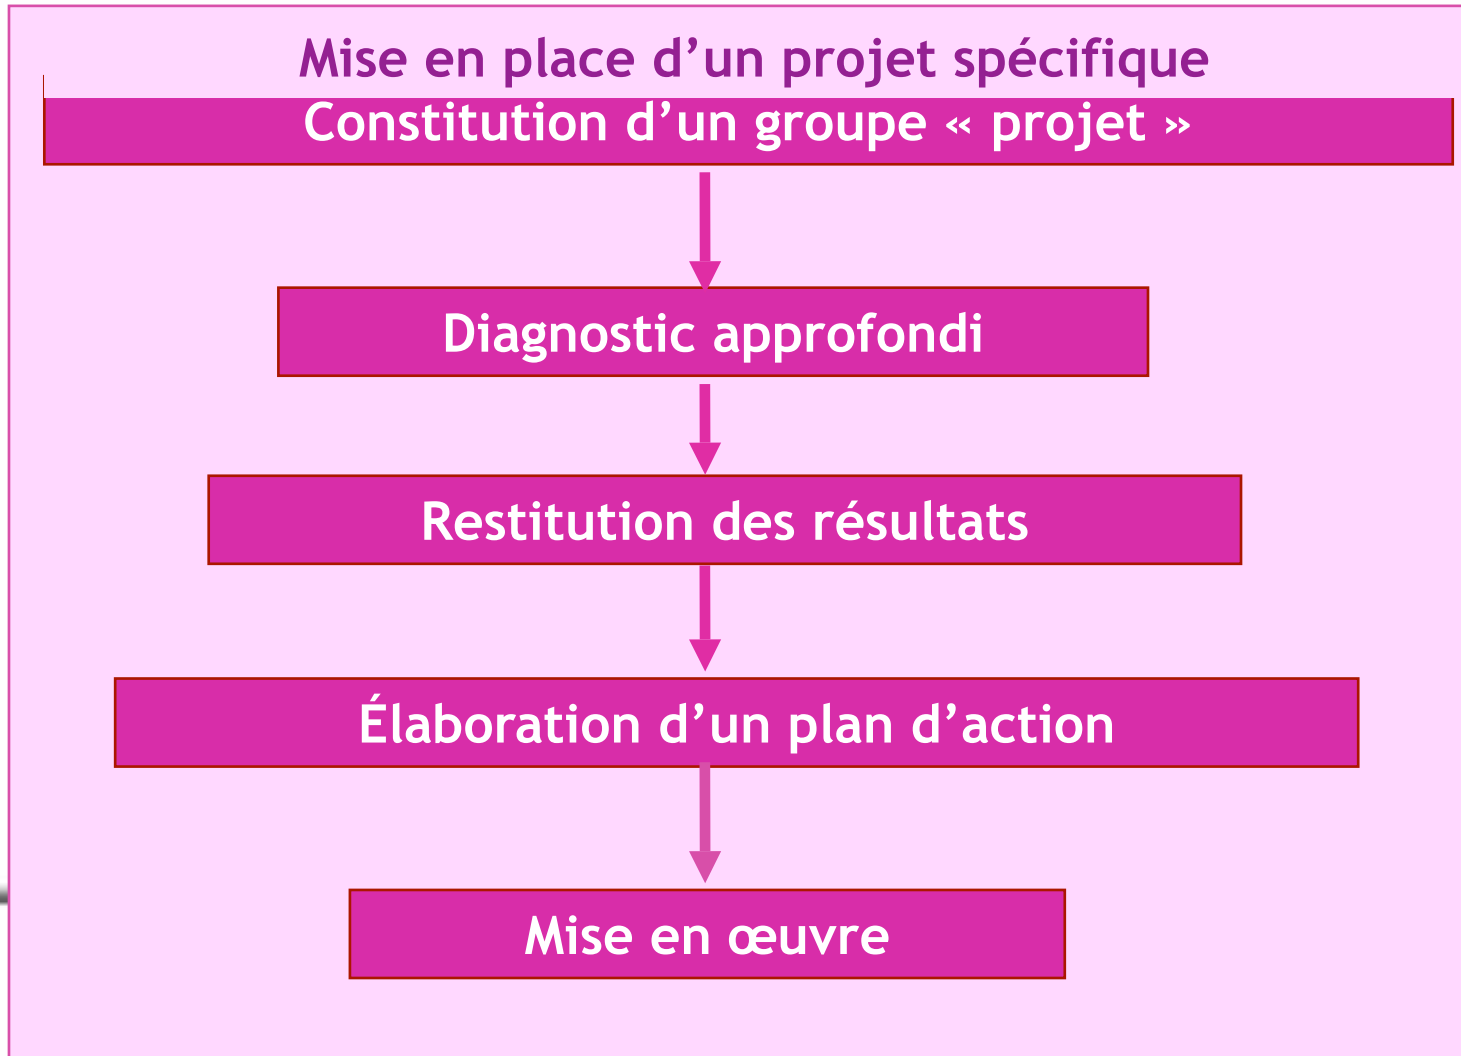 Mise en place d’un projet spécifique
Constitution d’un groupe « projet »
Diagnostic approfondi
Restitution des résultats
Élaboration d’un plan d’action
Mise en œuvre